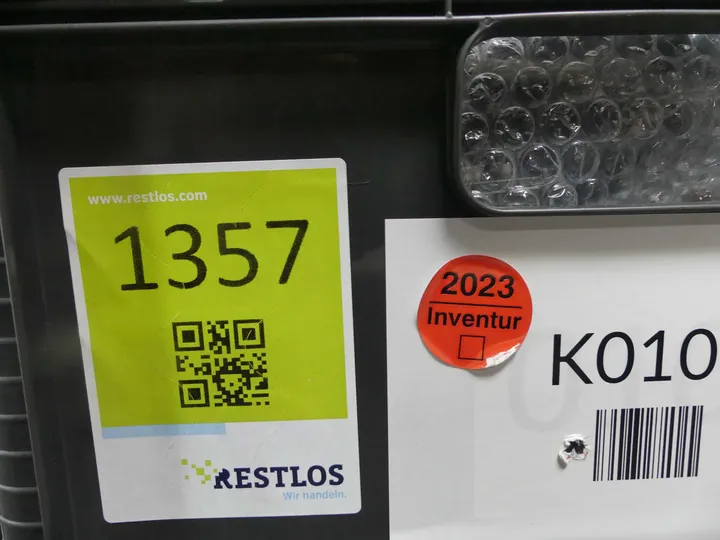 www.restlos.com
1357
RESTLOS
Wir handeln.
2023
Inventur
K010